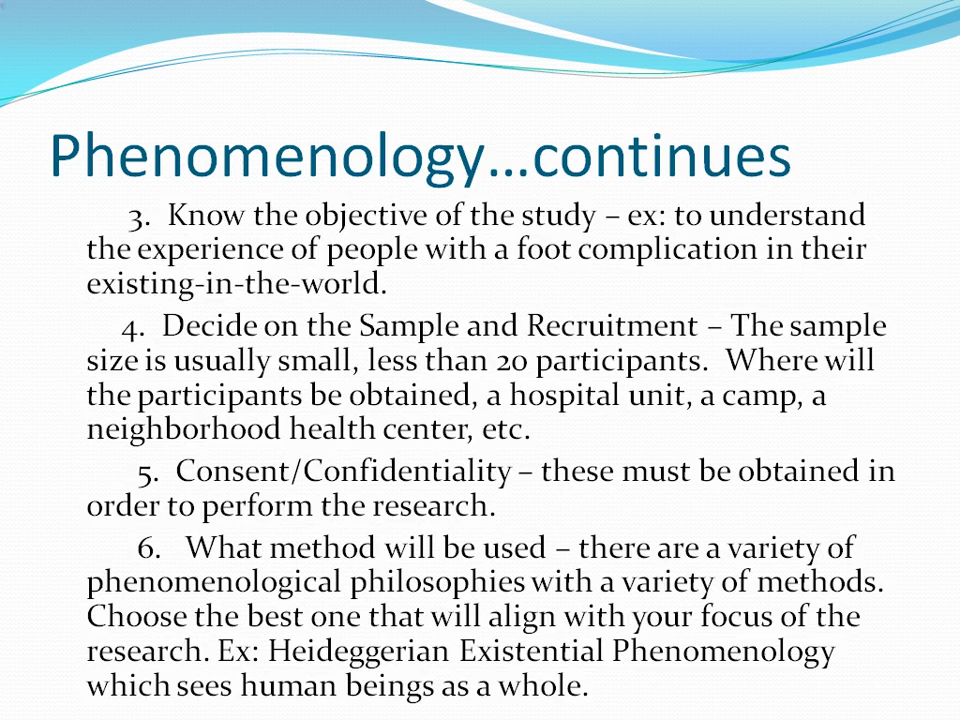 Phenomenology...continues
3. Know the objective of the study – ex: to understand
the experience of people with a foot complication in their
existing-in-the-world.
4. Decide on the Sample and Recruitment – The sample
size is usually small, less than 20 participants. Where will
the participants be obtained, a hospital unit, a camp, a
neighborhood health center, etc.
5. Consent/Confidentiality – these must be obtained in
order to perform the research.
6. What method will be used – there are a variety of
phenomenological philosophies with a variety of methods.
Choose the best one that will align with your focus of the
research. Ex: Heideggerian Existential Phenomenology
which sees human beings as a whole.